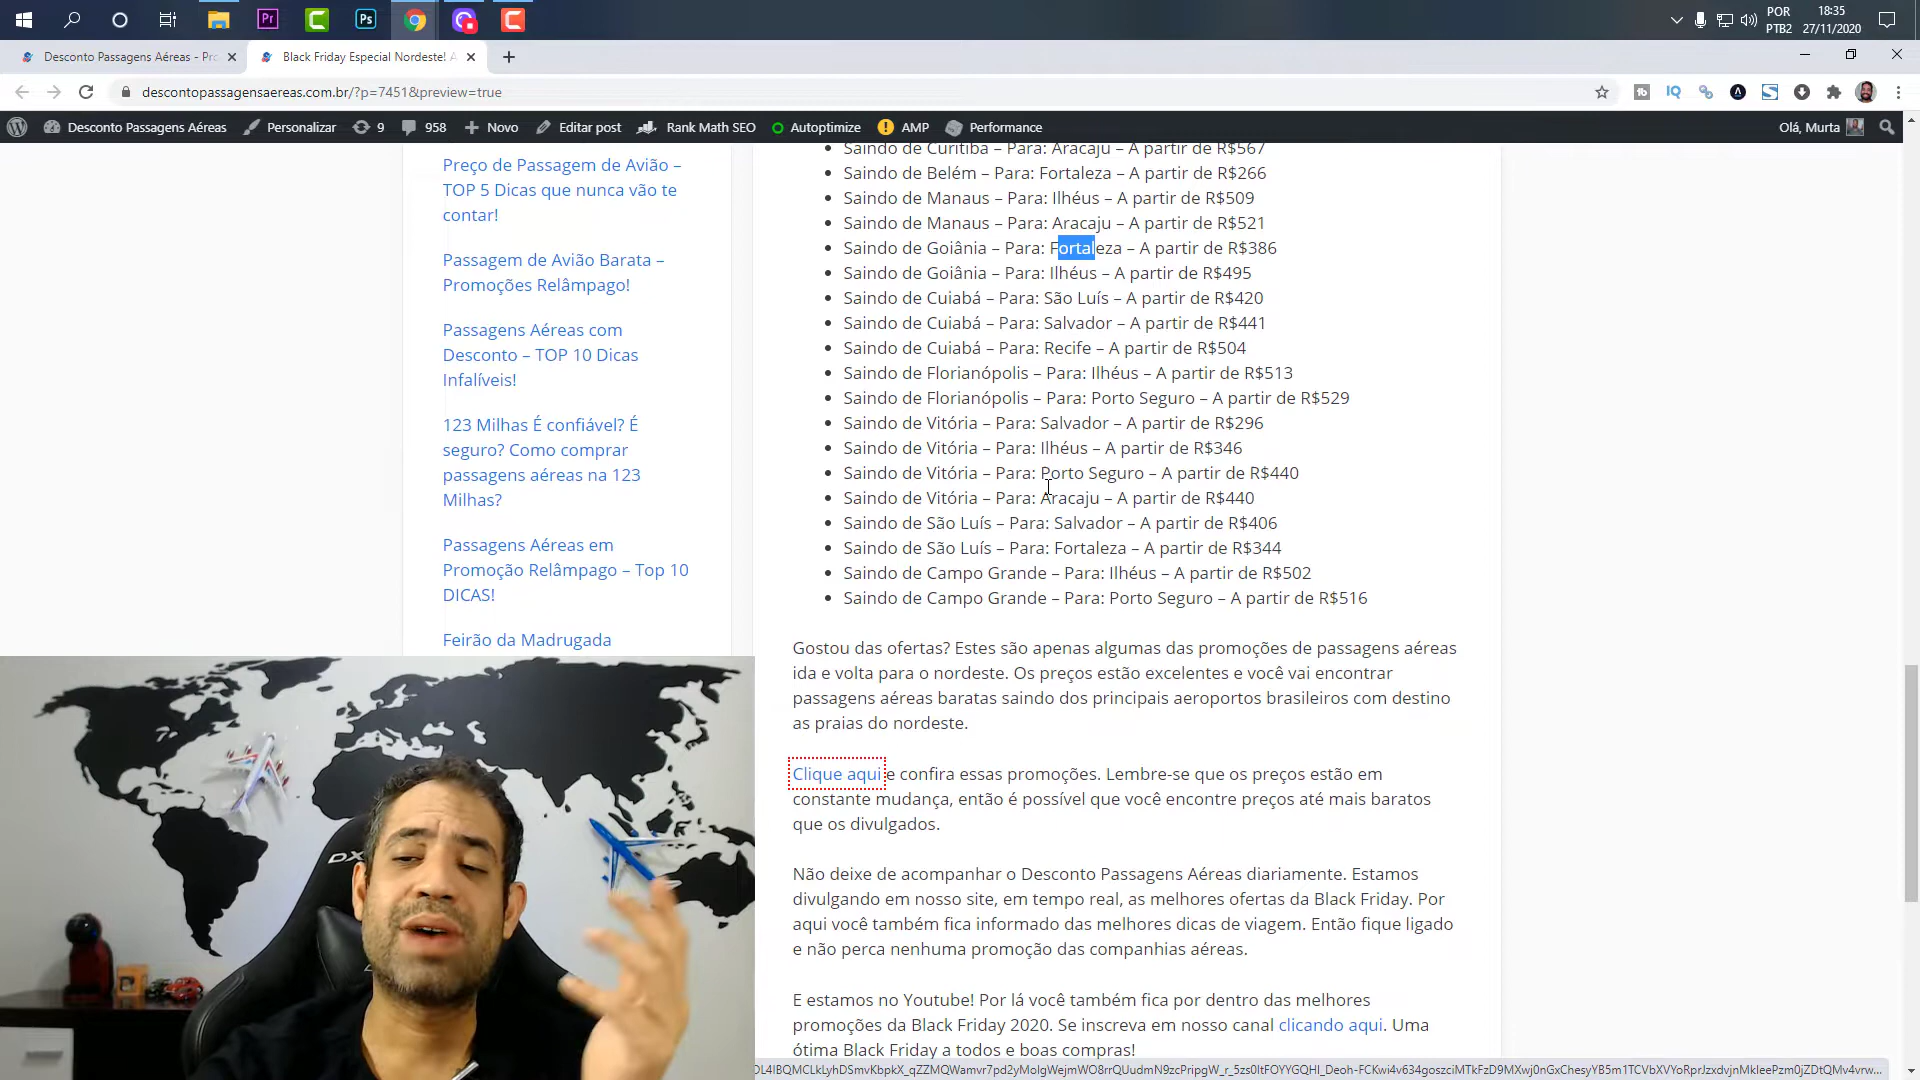 POR
PTB2
18:35
27/11/2020
Desconto Passagens Aéreas - Pro
Black Friday Especial Nordeste! A
descontopassagensaereas.com.br/?p=7451&preview=true
Desconto Passagens Aéreas
Personalizar
9
958
Novo
Editar post
Rank Math SEO
Autoptimize
AMP
Performance
Olá, Murta
Preço de Passagem de Avião –
TOP 5 Dicas que nunca vão te
contar!
Passagem de Avião Barata –
Promoções Relâmpago!
Passagens Aéreas com
Desconto – TOP 10 Dicas
Infalíveis!
123 Milhas É confiável? É
seguro? Como comprar
passagens aéreas na 123
Milhas?
Passagens Aéreas em
Promoção Relâmpago – Top 10
DICAS!
Feirão da Madrugada
Saindo de Curitiba – Para: Aracaju – A partir de R$567
Saindo de Belém – Para: Fortaleza – A partir de R$266
Saindo de Manaus – Para: Ilhéus – A partir de R$509
Saindo de Manaus – Para: Aracaju – A partir de R$521
Saindo de Goiânia – Para: Fortaleza – A partir de R$386
Saindo de Goiânia – Para: Ilhéus – A partir de R$495
Saindo de Cuiabá – Para: São Luís – A partir de R$420
Saindo de Cuiabá – Para: Salvador – A partir de R$441
Saindo de Cuiabá – Para: Recife – A partir de R$504
Saindo de Florianópolis – Para: Ilhéus – A partir de R$513
Saindo de Florianópolis – Para: Porto Seguro – A partir de R$529
Saindo de Vitória – Para: Salvador – A partir de R$296
Saindo de Vitória – Para: Ilhéus – A partir de R$346
Saindo de Vitória – Para: Porto Seguro – A partir de R$440
Saindo de Vitória – Para: Aracaju – A partir de R$440
Saindo de São Luís – Para: Salvador – A partir de R$406
Saindo de São Luís – Para: Fortaleza – A partir de R$344
Saindo de Campo Grande – Para: Ilhéus – A partir de R$502
Saindo de Campo Grande – Para: Porto Seguro – A partir de R$516
Gostou das ofertas? Estes são apenas algumas das promoções de passagens aéreas
ida e volta para o nordeste. Os preços estão excelentes e você vai encontrar
passagens aéreas baratas saindo dos principais aeroportos brasileiros com destino
as praias do nordeste.
Clique aqui e confira essas promoções. Lembre-se que os preços estão em
constante mudança, então é possível que você encontre preços até mais baratos
que os divulgados.
Não deixe de acompanhar o Desconto Passagens Aéreas diariamente. Estamos
divulgando em nosso site, em tempo real, as melhores ofertas da Black Friday. Por
aqui você também fica informado das melhores dicas de viagem. Então fique ligado
e não perca nenhuma promoção das companhias aéreas.
E estamos no Youtube! Por lá você também fica por dentro das melhores
promoções da Black Friday 2020. Se inscreva em nosso canal clicando aqui. Uma
ótima Black Friday a todos e boas compras!